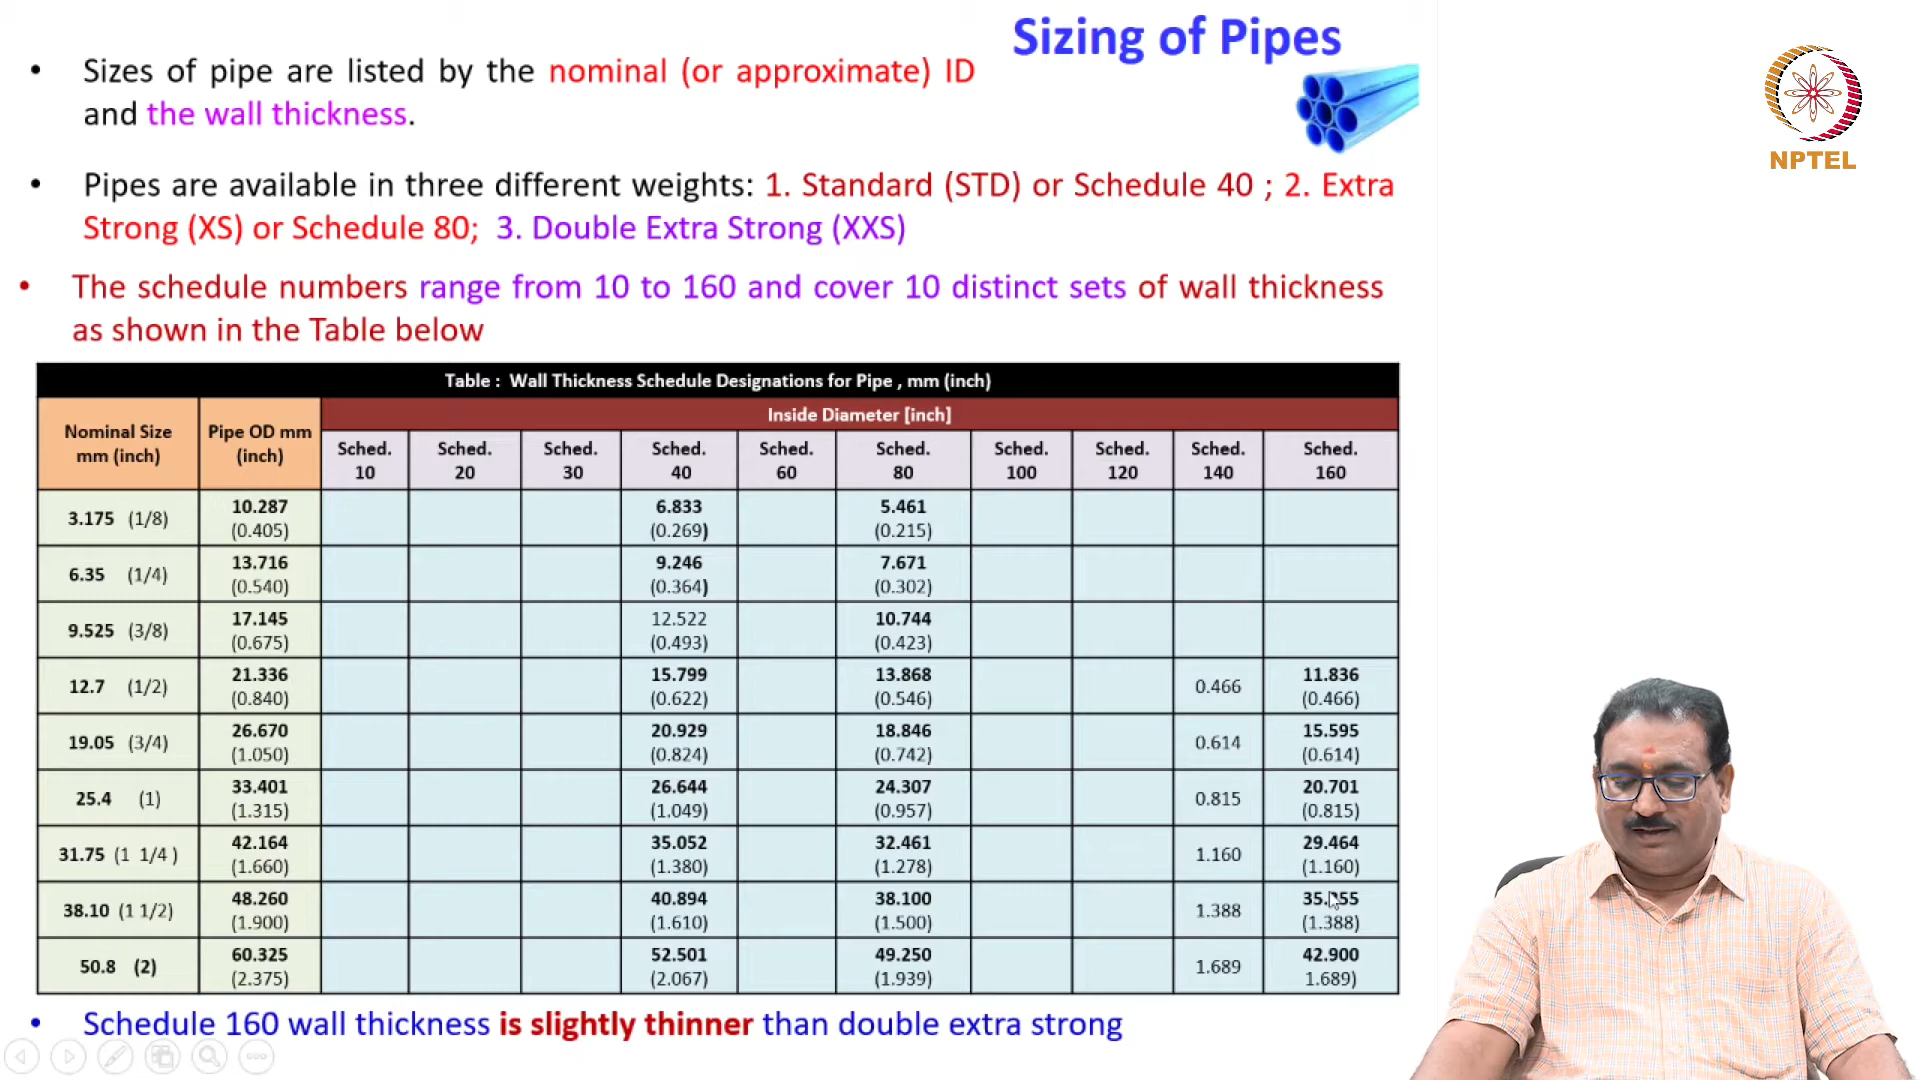 Sizing of Pipes
NPTEL
• Sizes of pipe are listed by the nominal (or approximate) ID
and the wall thickness.
• Pipes are available in three different weights: 1. Standard (STD) or Schedule 40 ; 2. Extra
Strong (XS) or Schedule 80; 3. Double Extra Strong (XXS)
• The schedule numbers range from 10 to 160 and cover 10 distinct sets of wall thickness
as shown in the Table below
Table : Wall Thickness Schedule Designations for Pipe , mm (inch)
Nominal Size mm (inch) Pipe OD mm (inch) Inside Diameter [inch]
Sched. 10 Sched. 20 Sched. 30 Sched. 40 Sched. 60 Sched. 80 Sched. 100 Sched. 120 Sched. 140 Sched. 160
3.175 (1/8) 10.287 (0.405) 6.833 (0.269) 5.461 (0.215)
6.35 (1/4) 13.716 (0.540) 9.246 (0.364) 7.671 (0.302)
9.525 (3/8) 17.145 (0.675) 12.522 (0.493) 10.744 (0.423)
12.7 (1/2) 21.336 (0.840) 15.799 (0.622) 13.868 (0.546) 0.466 11.836 (0.466)
19.05 (3/4) 26.670 (1.050) 20.929 (0.824) 18.846 (0.742) 0.614 15.595 (0.614)
25.4 (1) 33.401 (1.315) 26.644 (1.049) 24.307 (0.957) 0.815 20.701 (0.815)
31.75 (1 1/4 ) 42.164 (1.660) 35.052 (1.380) 32.461 (1.278) 1.160 29.464 (1.160)
38.10 (1 1/2) 48.260 (1.900) 40.894 (1.610) 38.100 (1.500) 1.388 (1.388)
50.8 (2) 60.325 (2.375) 52.501 (2.067) 49.250 (1.939) 1.689 42.900 1.689)
• Schedule 160 wall thickness is slightly thinner than double extra strong